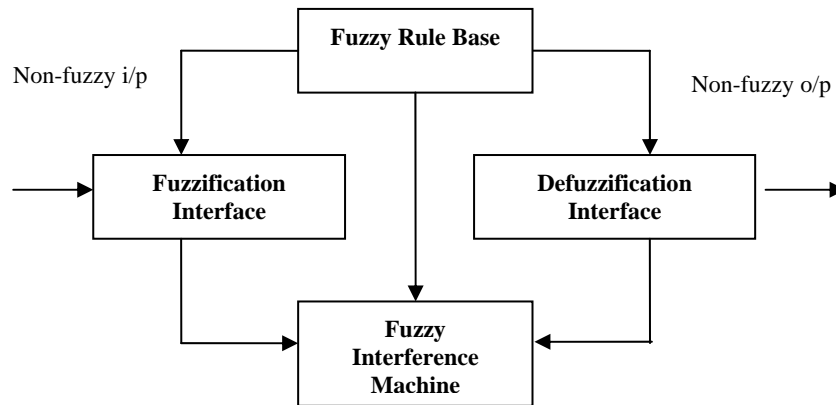 Fuzzy Rule Base
Non-fuzzy i/p
Non-fuzzy o/p
Fuzzification
Interface
Defuzzification
Interface
Fuzzy
Interference
Machine